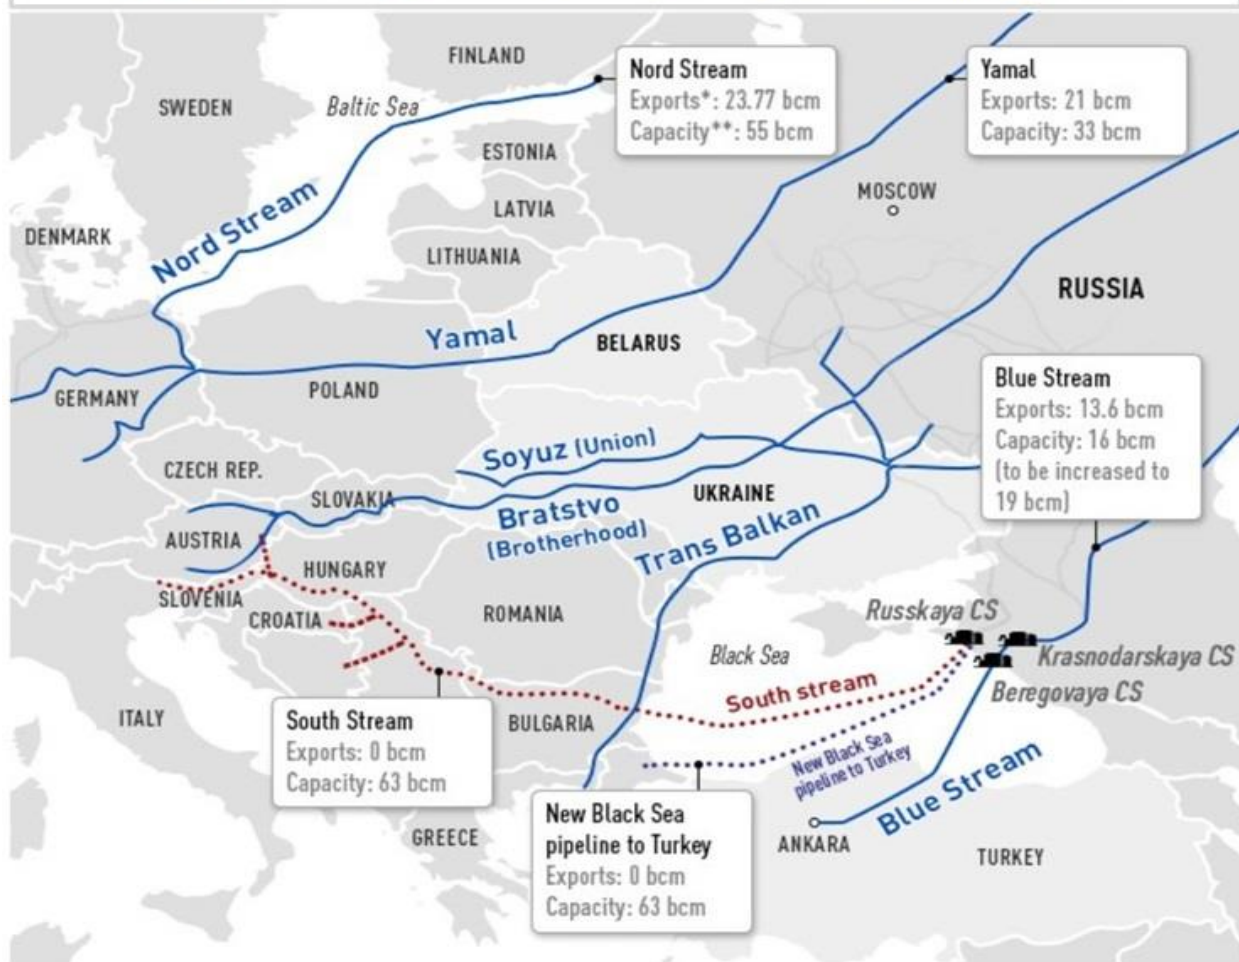 FINLAND
Nord Stream
Exports*: 23.77 bcm
Capacity**: 55 bcm
Yamal
Exports: 21 bcm
Capacity: 33 bcm
SWEDEN
Baltic Sea
ESTONIA
MOSCOW
LATVIA
DENMARK
Nord Stream
LITHUANIA
RUSSIA
Yamal
BELARUS
GERMANY
POLAND
Blue Stream
Exports: 13.6 bcm
Capacity: 16 bcm
(to be increased to
19 bcm)
Soyuz (Union)
CZECH REP.
SLOVAKIA
UKRAINE
Bratstvo
(Brotherhood)
Trans Balkan
AUSTRIA
HUNGARY
SLOVENIA
CROATIA
ROMANIA
Russkaya CS
Krasnodarskaya CS
Beregovaya CS
Black Sea
South stream
ITALY
South Stream
Exports: 0 bcm
Capacity: 63 bcm
BULGARIA
New Black Sea
pipeline to Turkey
Blue Stream
New Black Sea
pipeline to Turkey
Exports: 0 bcm
Capacity: 63 bcm
GREECE
ANKARA
TURKEY